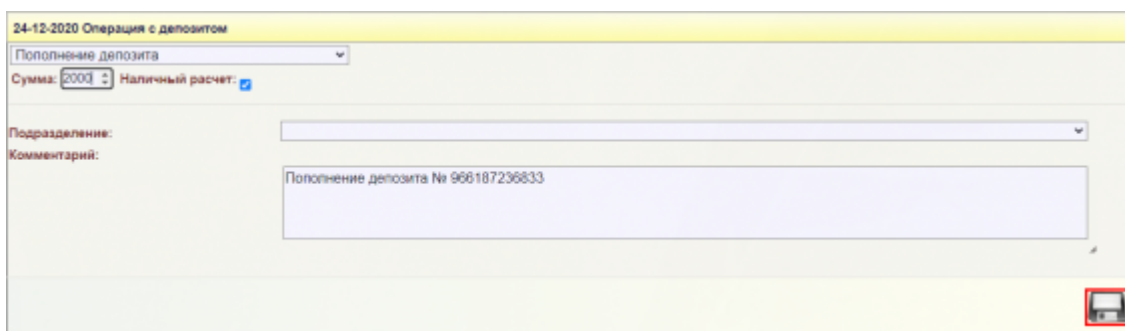 24-12-2020 Операция с депозитом
Пополнение депозита
Сумма: 2000 Наличный расчет:
Подразделение:
Комментарий:
Пополнение депозита № 966187236833